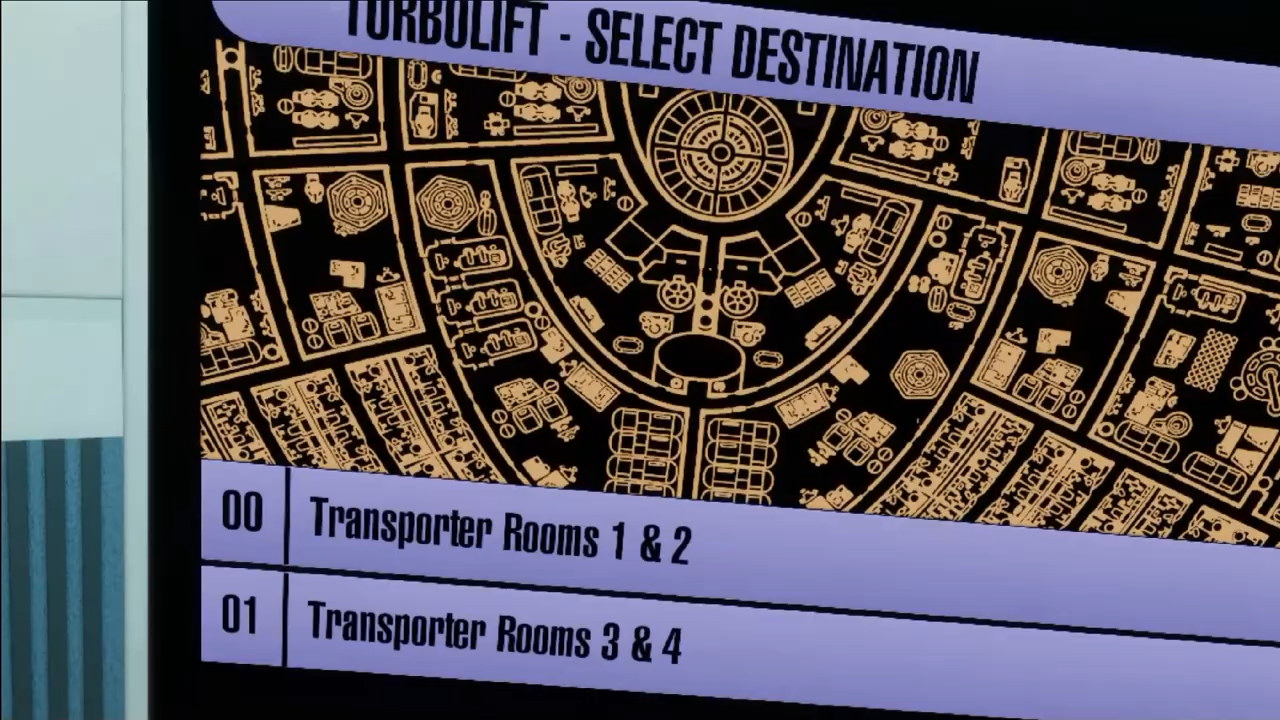 TURBOLIFT - SELECT DESTINATION
00 Transporter Rooms 1 & 2
01 Transporter Rooms 3 & 4